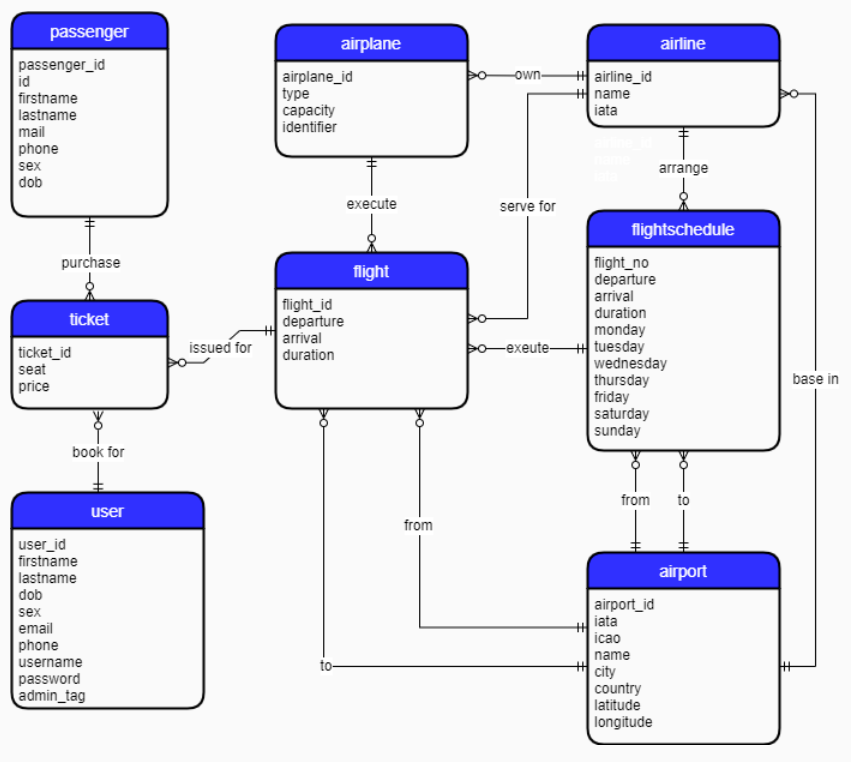 passenger
passenger_id
id
firstname
lastname
mail
phone
sex
dob
airplane
airplane_id
type
capacity
identifier
own
airline
airline_id
name
iata
purchase
execute
serve for
arrange
ticket
ticket_id
seat
price
issued for
flight
flight_id
departure
arrival
duration
exeute
flightschedule
flight_no
departure
arrival
duration
monday
tuesday
wednesday
thursday
friday
saturday
sunday
base in
book for
from
from
to
user
user_id
firstname
lastname
dob
sex
email
phone
username
password
admin_tag
to
airport
airport_id
iata
icao
name
city
country
latitude
longitude